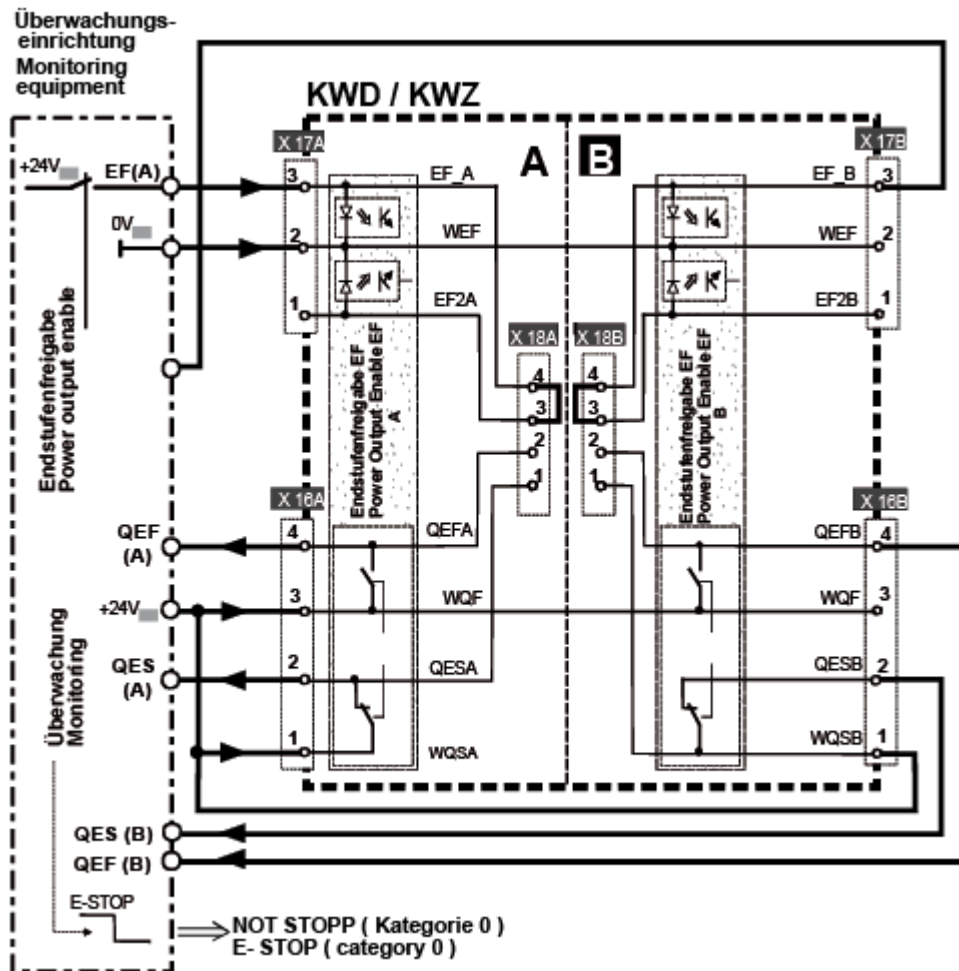 Überwachungs-
einrichtung
Monitoring
equipment
KWD / KWZ
X 17A
A
B
X 17B
+24V
EF(A)
3
EF_A
EF_B
3
0V
2
WEF
WEF
2
1
EF2A
EF2B
1
Endstufenfreigabe
Power output enable
Endstufenfreigabe EF
Power Output Enable EF
A
X 18A
X 18B
4
3
2
1
4
3
2
1
Endstufenfreigabe EF
Power Output Enable EF
B
X 16A
X 16B
QEF
(A)
4
QEFA
QEFB
4
+24V
3
WQF
WQF
3
QES
(A)
2
QESA
QESB
2
1
WQSA
WQSB
1
Überwachung
Monitoring
QES (B)
QEF (B)
E-STOP
NOT STOPP ( Kategorie 0 )
E- STOP ( category 0 )